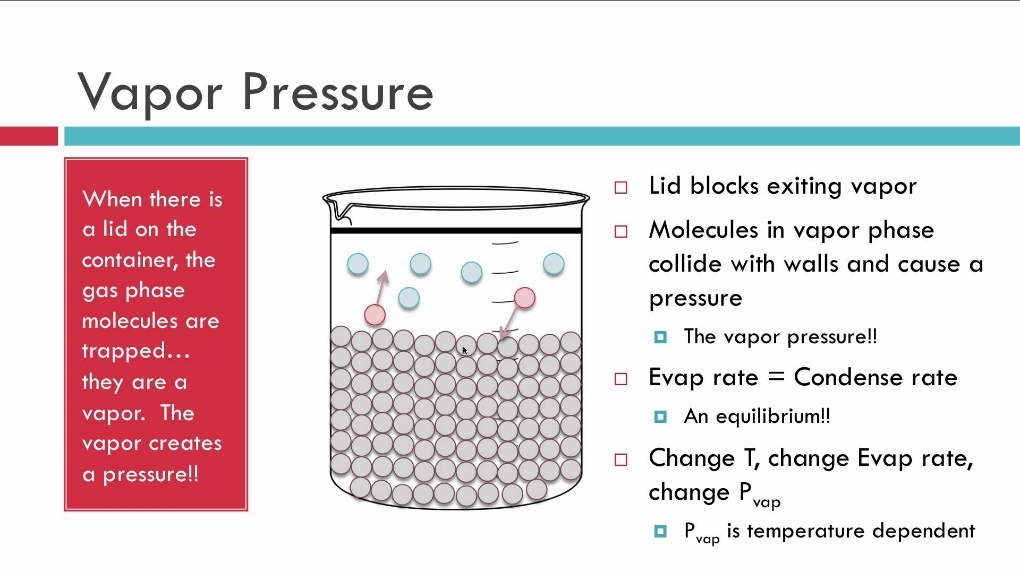 Vapor Pressure
When there is
a lid on the
container, the
gas phase
molecules are
trapped…
they are a
vapor. The
vapor creates
a pressure!!
Lid blocks exiting vapor
Molecules in vapor phase
collide with walls and cause a
pressure
The vapor pressure!!
Evap rate = Condense rate
An equilibrium!!
Change T, change Evap rate,
change Pvap
Pvap is temperature dependent